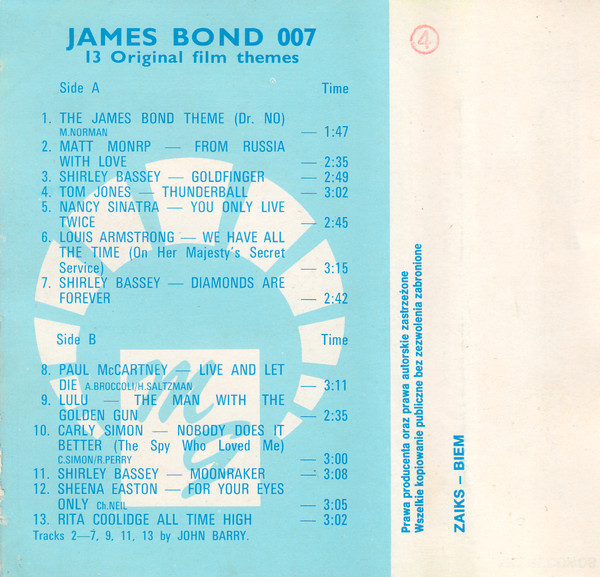 JAMES BOND 007
13 Original film themes
Side A Time
1. THE JAMES BOND THEME (Dr. NO)
M.NORMAN — 1:47
2. MATT MONRP — FROM RUSSIA
WITH LOVE — 2:35
3. SHIRLEY BASSEY — GOLDFINGER — 2:49
4. TOM JONES — THUNDERBALL — 3:02
5. NANCY SINATRA — YOU ONLY LIVE
TWICE — 2:45
6. LOUIS ARMSTRONG — WE HAVE ALL
THE TIME (On Her Majesty's Secret
Service) — 3:15
7. SHIRLEY BASSEY — DIAMONDS ARE
FOREVER — 2:42
Side B Time
8. PAUL McCARTNEY — LIVE AND LET
DIE A.BROCCOLI/H.SALTZMAN — 3:11
9. LULU — THE MAN WITH THE
GOLDEN GUN — 2:35
10. CARLY SIMON — NOBODY DOES IT
BETTER (The Spy Who Loved Me)
C.SIMON/R.PERRY — 3:00
11. SHIRLEY BASSEY — MOONRAKER — 3:08
12. SHEENA EASTON — FOR YOUR EYES
ONLY Ch.NEIL — 3:05
13. RITA COOLIDGE ALL TIME HIGH — 3:02
Tracks 2—7, 9, 11, 13 by JOHN BARRY.
4
Prawa producenta oraz prawa autorskie zastrzeżone
Wszelkie kopiowanie publiczne bez zezwolenia zabronione
ZAIKS – BIEM